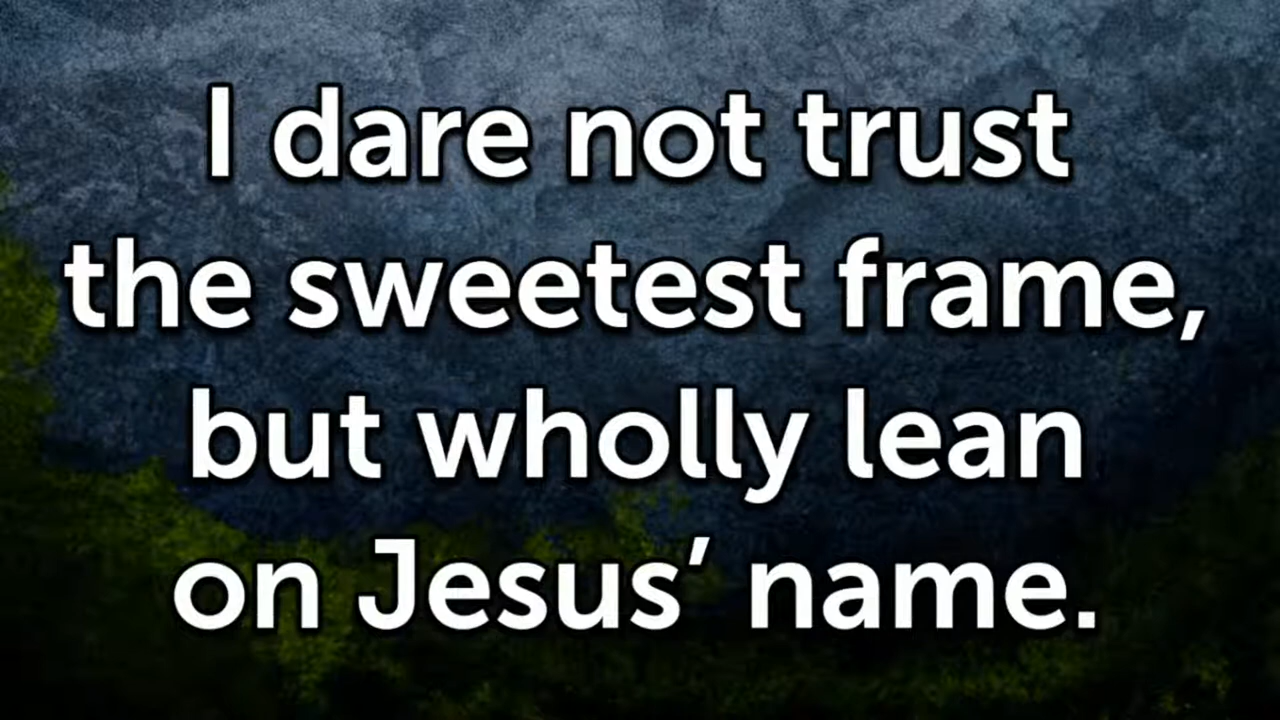 I dare not trust
the sweetest frame,
but wholly lean
on Jesus’ name.